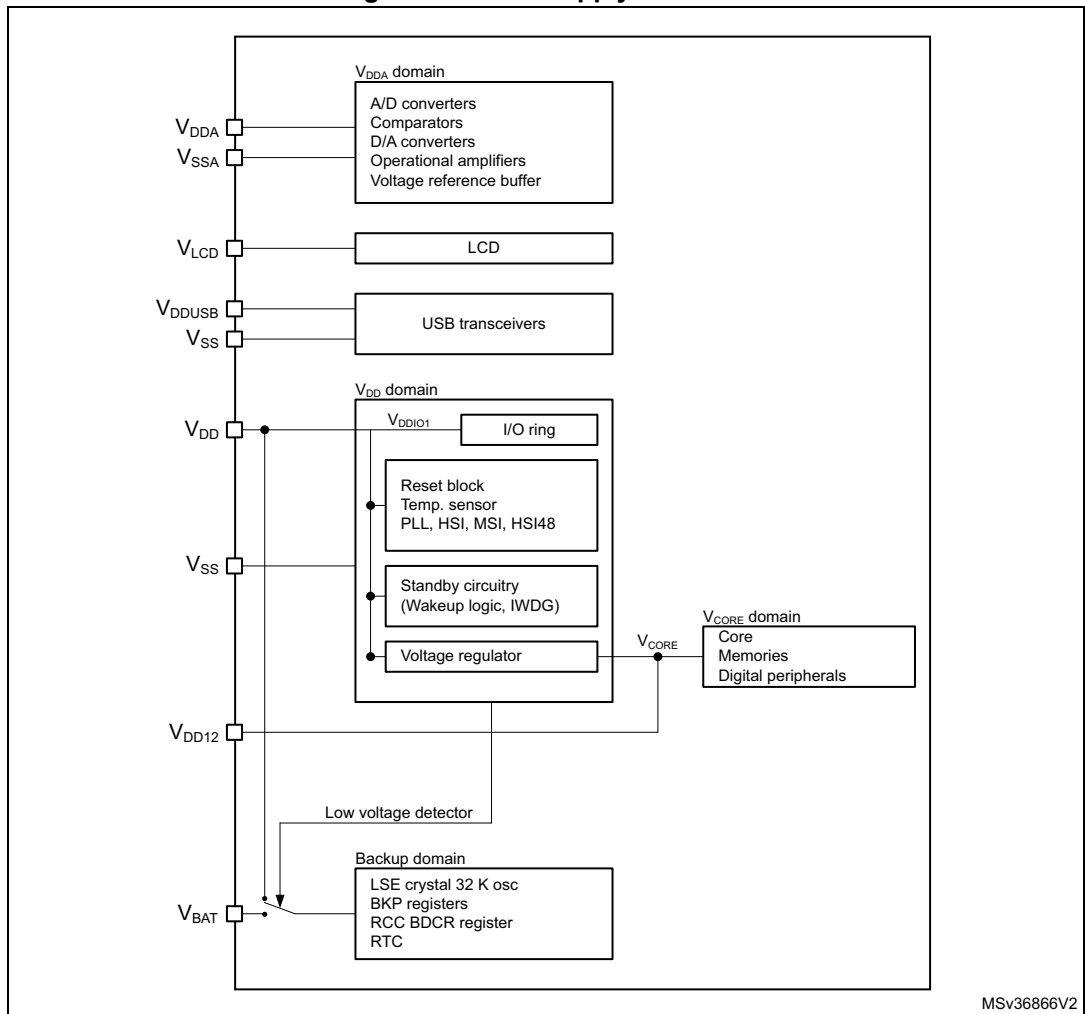 V_DDA domain
A/D converters
Comparators
D/A converters
Operational amplifiers
Voltage reference buffer
V_DDA
V_SSA
V_LCD
LCD
V_DDUSB
V_SS
USB transceivers
V_DD domain
V_DD
V_DDIO1
I/O ring
Reset block
Temp. sensor
PLL, HSI, MSI, HSI48
V_SS
Standby circuitry
(Wakeup logic, IWDG)
Voltage regulator
V_CORE
V_CORE domain
Core
Memories
Digital peripherals
V_DD12
Low voltage detector
Backup domain
LSE crystal 32 K osc
BKP registers
RCC BDCR register
RTC
V_BAT
MSv36866V2